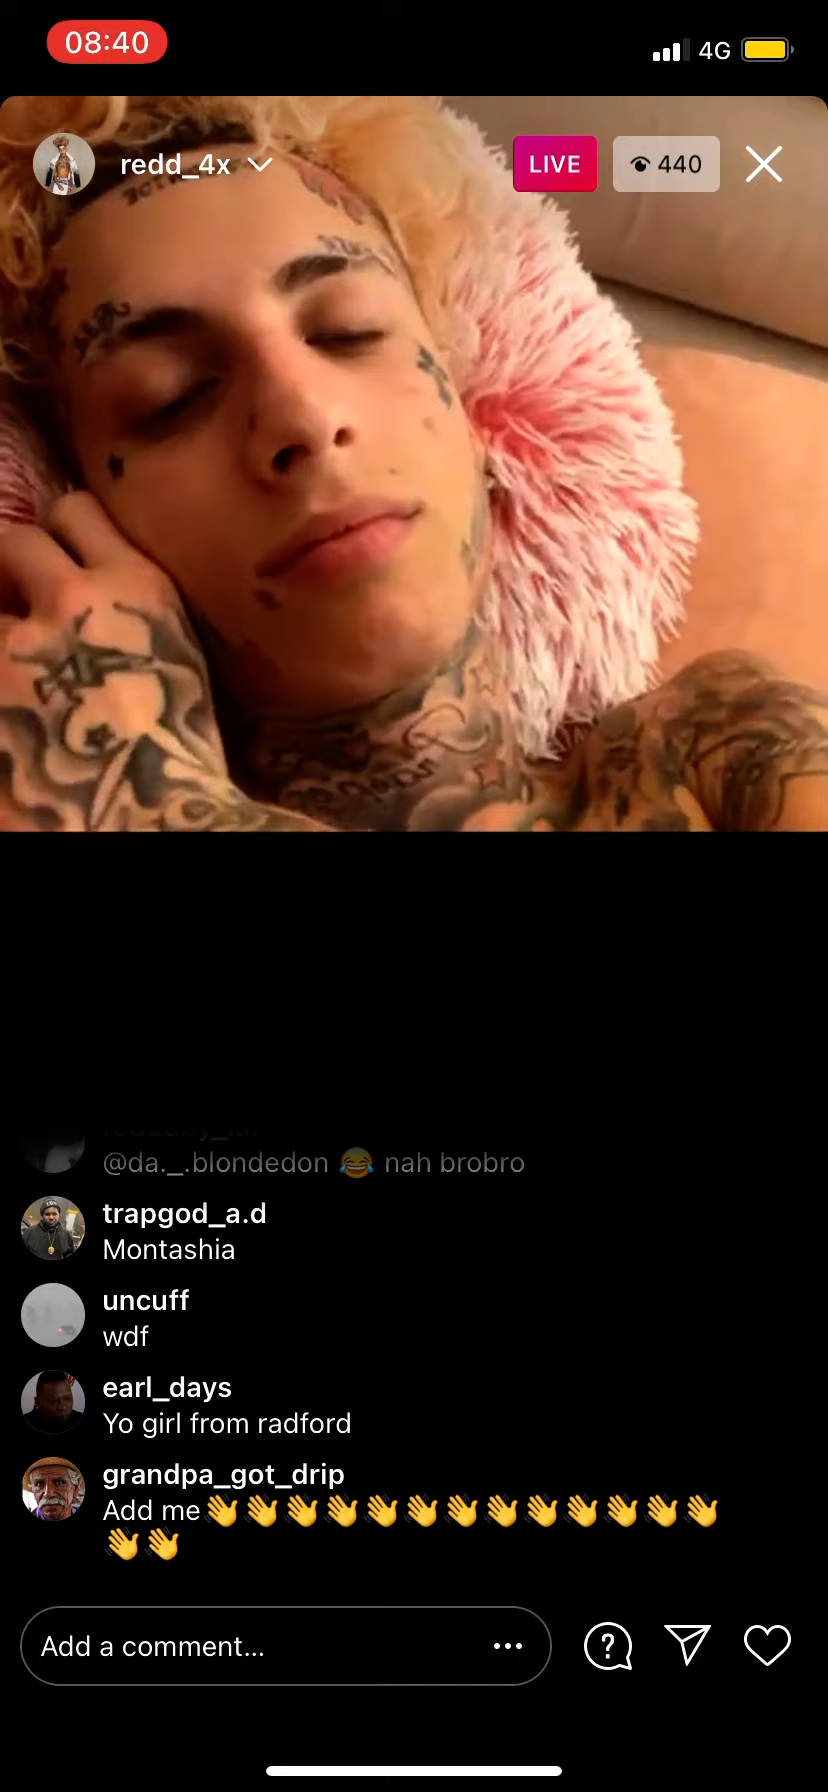 08:40
4G
redd_4x
LIVE
440
@da._.blondedon 😂 nah brobro
trapgod_a.d
Montashia
uncuff
wdf
earl_days
Yo girl from radford
grandpa_got_drip
Add me👋👋👋👋👋👋👋👋👋👋👋👋👋
👋👋
Add a comment...